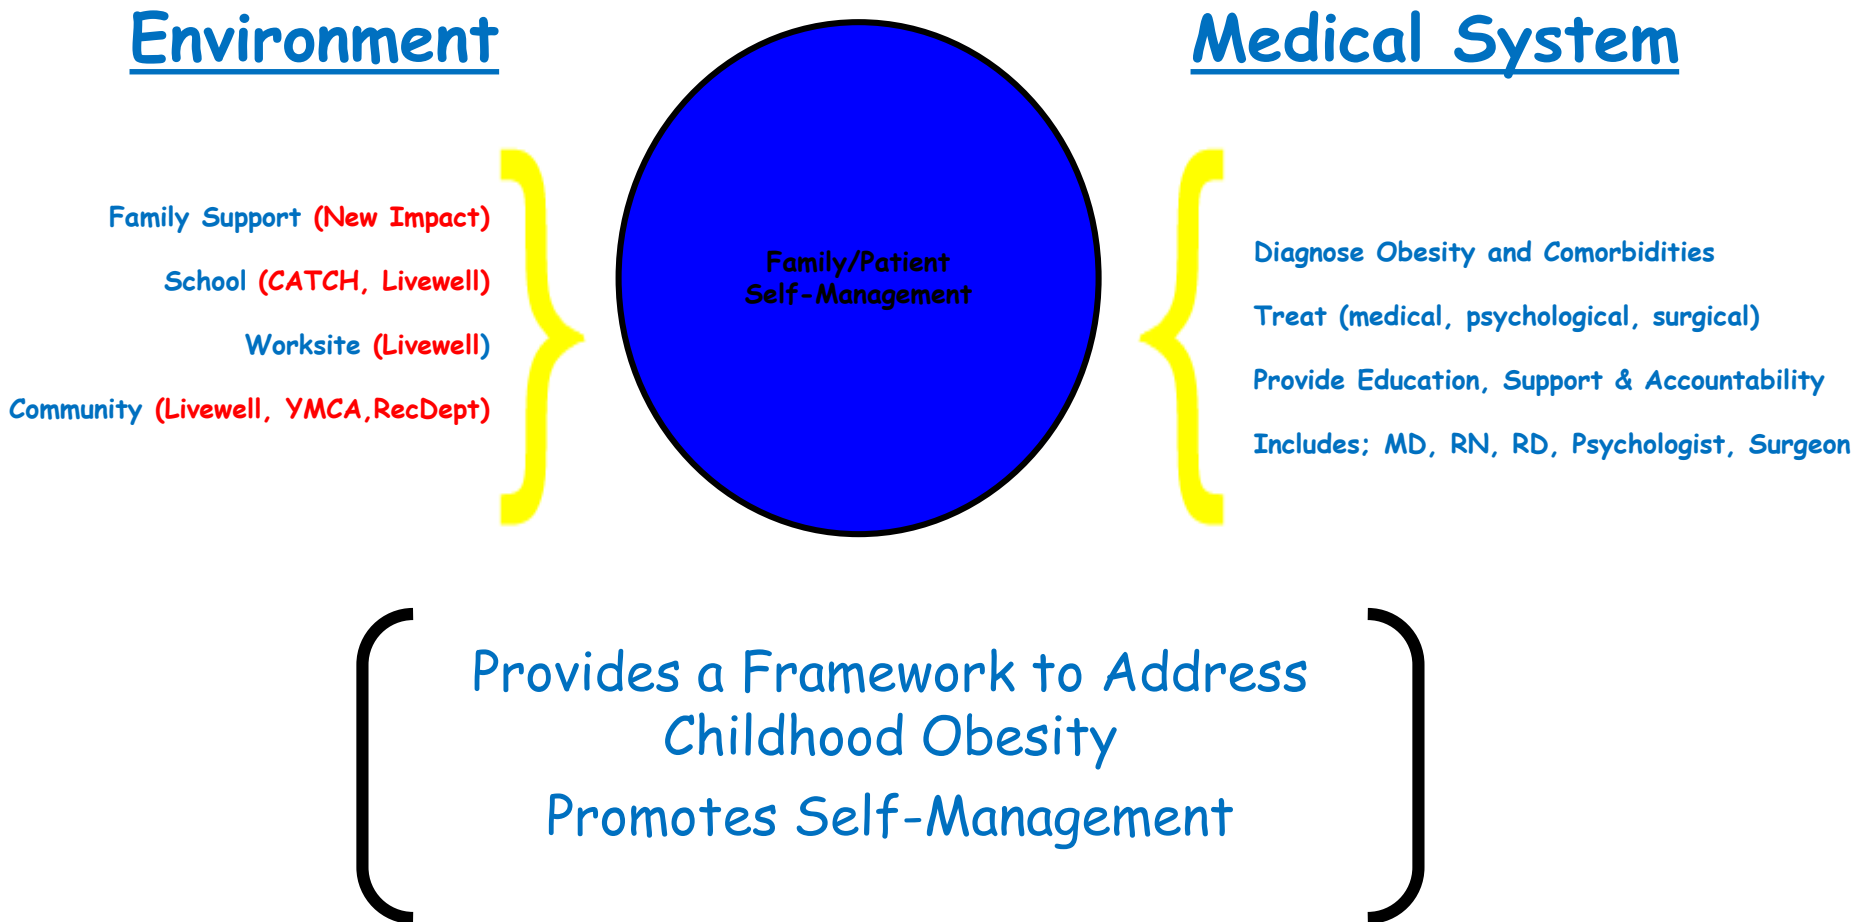 Environment
Family Support (New Impact)
School (CATCH, Livewell)
Worksite (Livewell)
Community (Livewell, YMCA,RecDept)
Family/Patient
Self-Management
Medical System
Diagnose Obesity and Comorbidities
Treat (medical, psychological, surgical)
Provide Education, Support & Accountability
Includes; MD, RN, RD, Psychologist, Surgeon
Provides a Framework to Address
Childhood Obesity
Promotes Self-Management